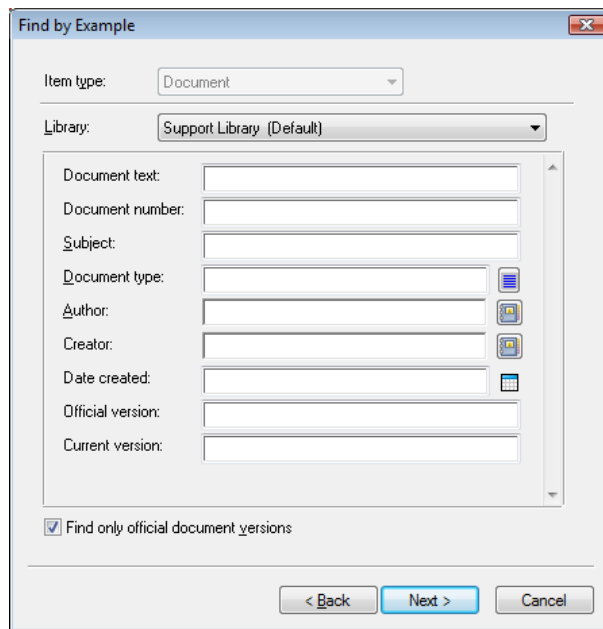 Find by Example
Item type: Document
Library: Support Library (Default)
Document text:
Document number:
Subject:
Document type:
Author:
Creator:
Date created:
Official version:
Current version:
Find only official document versions
< Back Next > Cancel